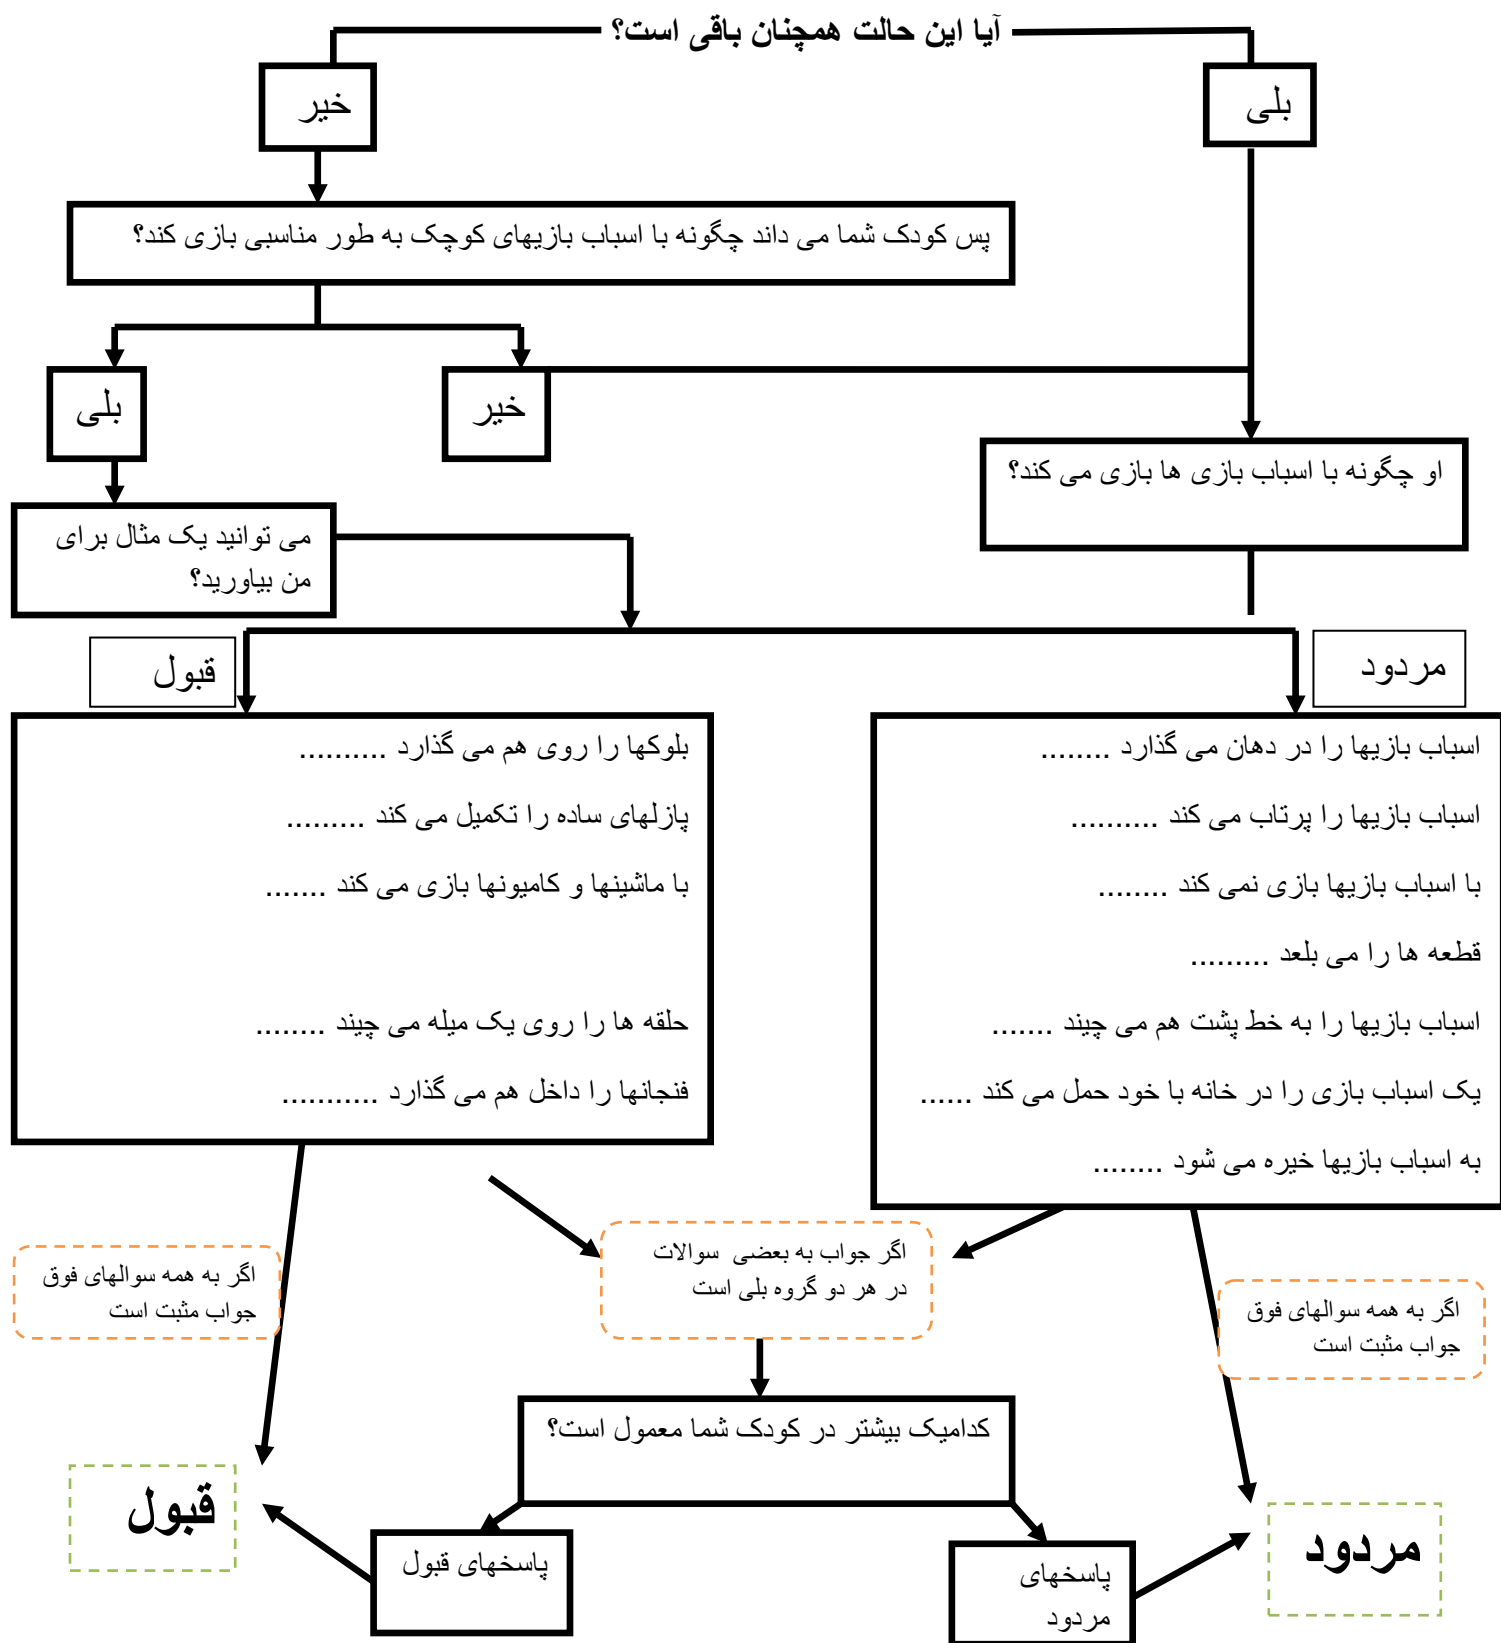 آیا این حالت همچنان باقی است؟
بلی
خیر
پس کودک شما می داند چگونه با اسباب بازیهای کوچک به طور مناسبی بازی کند؟
خیر
بلی
او چگونه با اسباب بازی ها بازی می کند؟
می توانید یک مثال برای
من بیاورید؟
مردود
قبول
اسباب بازیها را در دهان می گذارد ........
اسباب بازیها را پرتاب می کند ..........
با اسباب بازیها بازی نمی کند ........
قطعه ها را می بلعد .........
اسباب بازیها را به خط پشت هم می چیند .......
یک اسباب بازی را در خانه با خود حمل می کند ......
به اسباب بازیها خیره می شود ........
بلوکها را روی هم می گذارد ..........
پازلهای ساده را تکمیل می کند .........
با ماشینها و کامیونها بازی می کند .......
حلقه ها را روی یک میله می چیند ........
فنجانها را داخل هم می گذارد ...........
اگر به همه سوالهای فوق
جواب مثبت است
اگر جواب به بعضی سوالات
در هر دو گروه بلی است
اگر به همه سوالهای فوق
جواب مثبت است
کدامیک بیشتر در کودک شما معمول است؟
مردود
پاسخهای
مردود
پاسخهای قبول
قبول